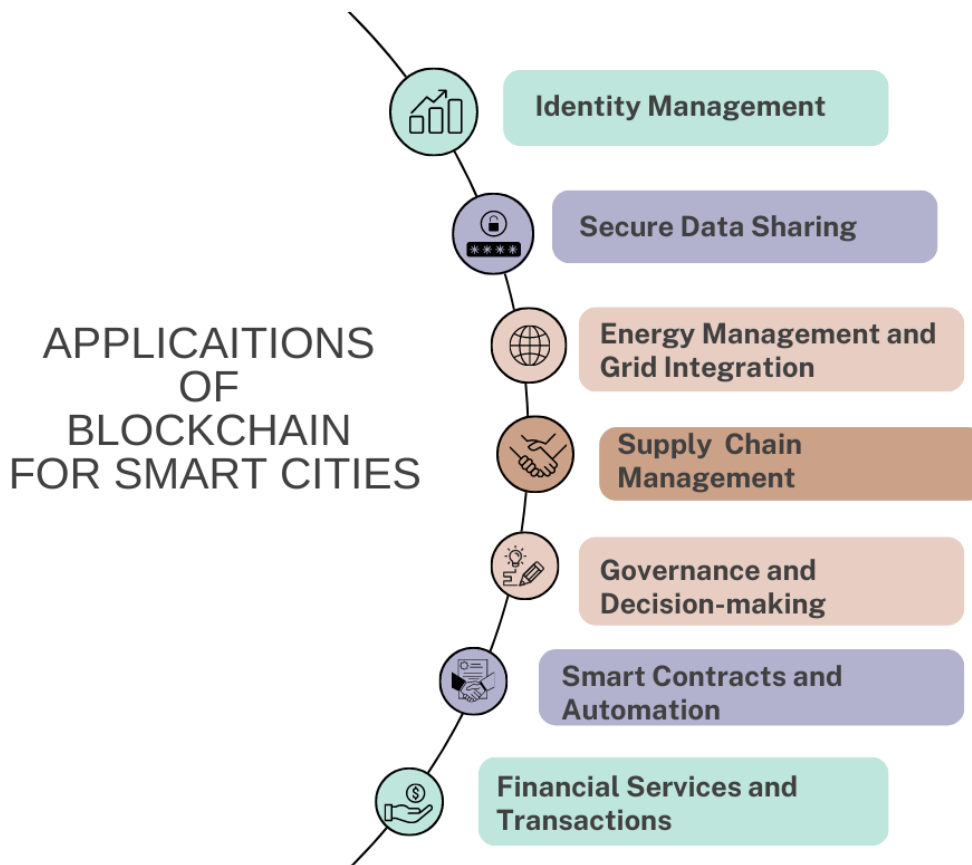 APPLICAITIONS
OF
BLOCKCHAIN
FOR SMART CITIES
Identity Management
Secure Data Sharing
Energy Management and
Grid Integration
Supply Chain
Management
Governance and
Decision-making
Smart Contracts and
Automation
Financial Services and
Transactions